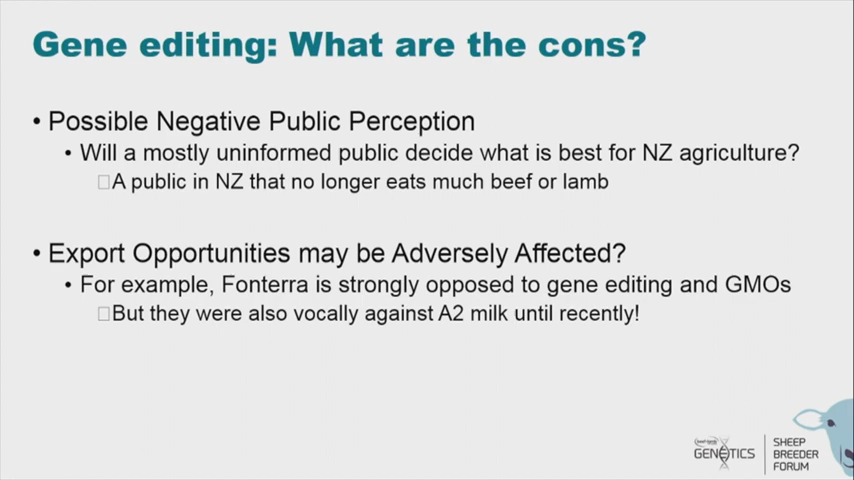 Gene editing: What are the cons?
• Possible Negative Public Perception
• Will a mostly uninformed public decide what is best for NZ agriculture?
A public in NZ that no longer eats much beef or lamb
• Export Opportunities may be Adversely Affected?
• For example, Fonterra is strongly opposed to gene editing and GMOs
But they were also vocally against A2 milk until recently!
GENETICS
SHEEP
BREEDER
FORUM